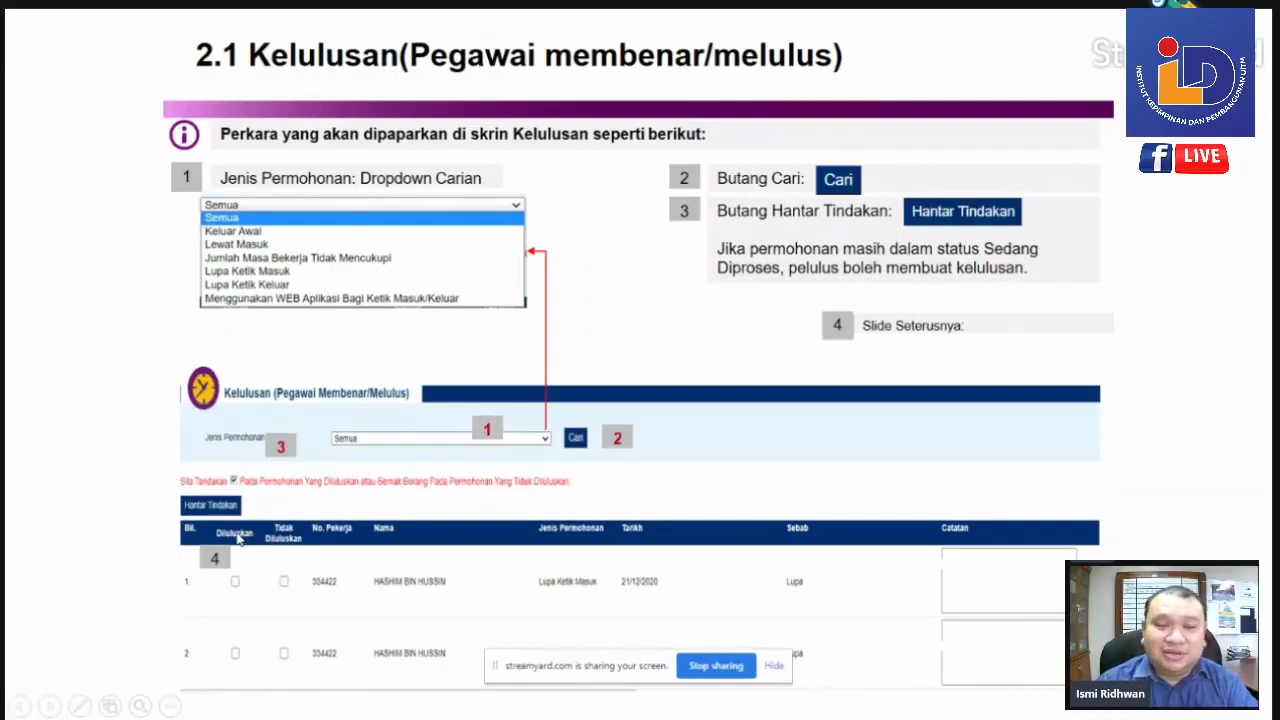 2.1 Kelulusan(Pegawai membenar/melulus)
St
INSTITUT KEPIMPINAN DAN PEMBANGUNAN UiTM
f LIVE
Perkara yang akan dipaparkan di skrin Kelulusan seperti berikut:
1 Jenis Permohonan: Dropdown Carian
Semua
Semua
Keluar Awal
Lewat Masuk
Jumlah Masa Bekerja Tidak Mencukupi
Lupa Ketik Masuk
Lupa Ketik Keluar
Menggunakan WEB Aplikasi Bagi Ketik Masuk/Keluar
2 Butang Cari: Cari
3 Butang Hantar Tindakan: Hantar Tindakan
Jika permohonan masih dalam status Sedang
Diproses, pelulus boleh membuat kelulusan.
4 Slide Seterusnya:
Kelulusan (Pegawai Membenar/Melulus)
Jenis Permohonan 3 Semua 1 Cari 2
Sila Tandakan Pada Permohonan Yang Diluluskan atau Semak Borang Pada Permohonan Yang Tidak Diluluskan.
Hantar Tindakan
Bil. Diluluskan Tidak Diluluskan No. Pekerja Nama Jenis Permohonan Tarikh Sebab Catatan
4
1. 334422 HASHIM BIN HUSSIN Lupa Ketik Masuk 21/12/2020 Lupa
2. 334422 HASHIM BIN HUSSIN
streamyard.com is sharing your screen. Stop sharing Hide
Ismi Ridhwan